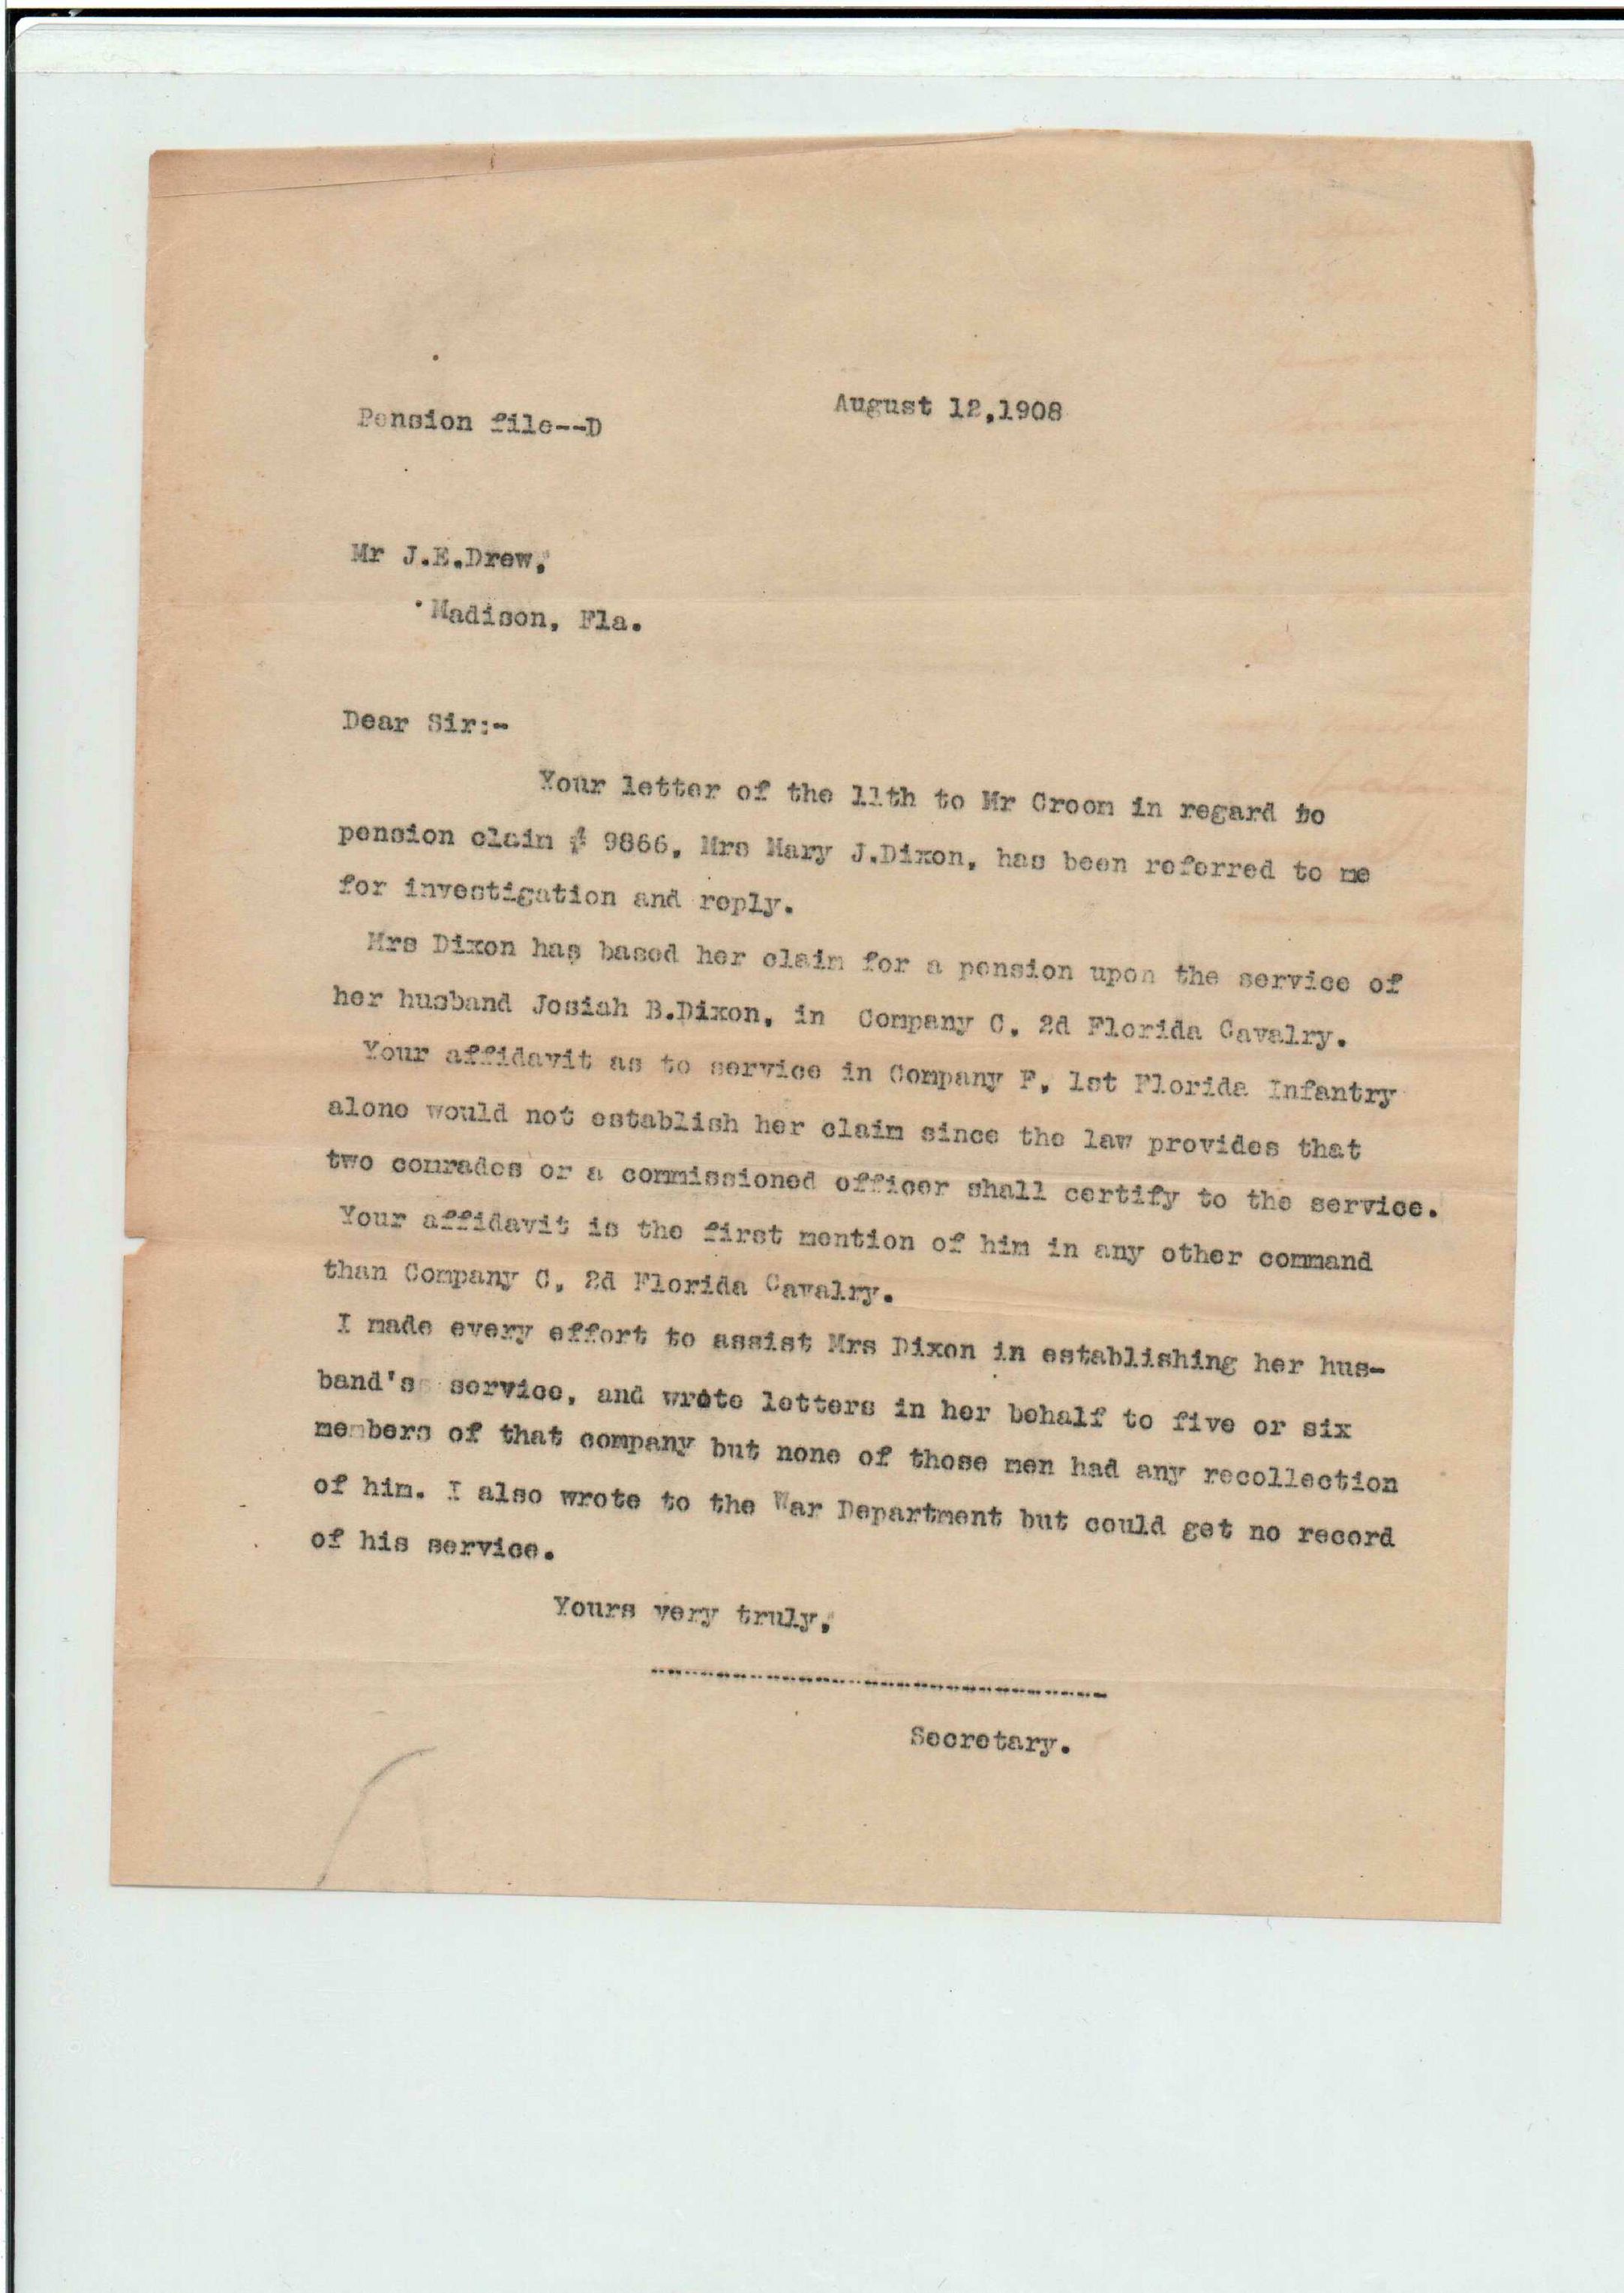 August 12,1908
Pension file--D
Mr J.E.Drew,
Madison, Fla.
Dear Sir:-
Your letter of the 11th to Mr Croom in regard to
pension claim # 9866, Mrs Mary J.Dixon, has been referred to me
for investigation and reply.
Mrs Dixon has based her claim for a pension upon the service of
her husband Josiah B.Dixon, in Company C, 2d Florida Cavalry.
Your affidavit as to service in Company F, 1st Florida Infantry
alone would not establish her claim since the law provides that
two comrades or a commissioned officer shall certify to the service.
Your affidavit is the first mention of him in any other command
than Company C, 2d Florida Cavalry.
I made every effort to assist Mrs Dixon in establishing her hus-
band's service, and wrote letters in her behalf to five or six
members of that company but none of those men had any recollection
of him. I also wrote to the War Department but could get no record
of his service.
Yours very truly,
Secretary.